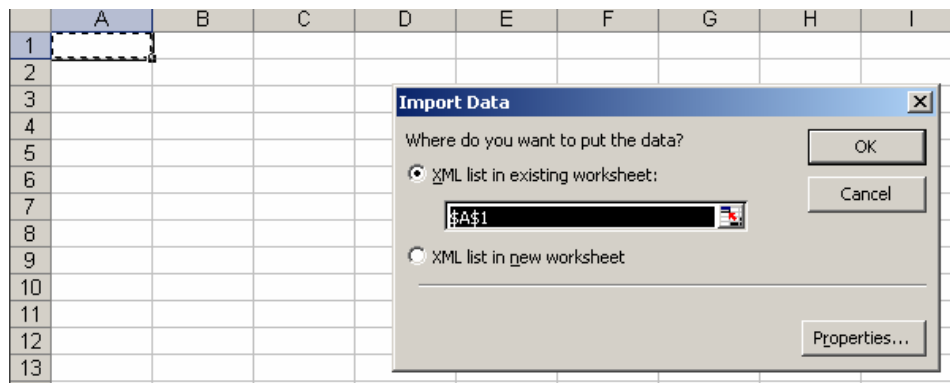 A B C D E F G H I
1
2
3
4
5
6
7
8
9
10
11
12
13
Import Data
Where do you want to put the data?
XML list in existing worksheet:
$A$1
XML list in new worksheet
OK
Cancel
Properties...